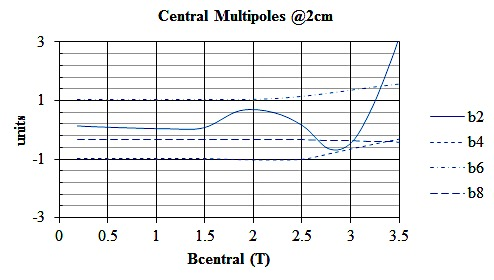 Central Multipoles @2cm
3
1
-1
-3
units
0 0.5 1 1.5 2 2.5 3 3.5
Bcentral (T)
b2
b4
b6
b8